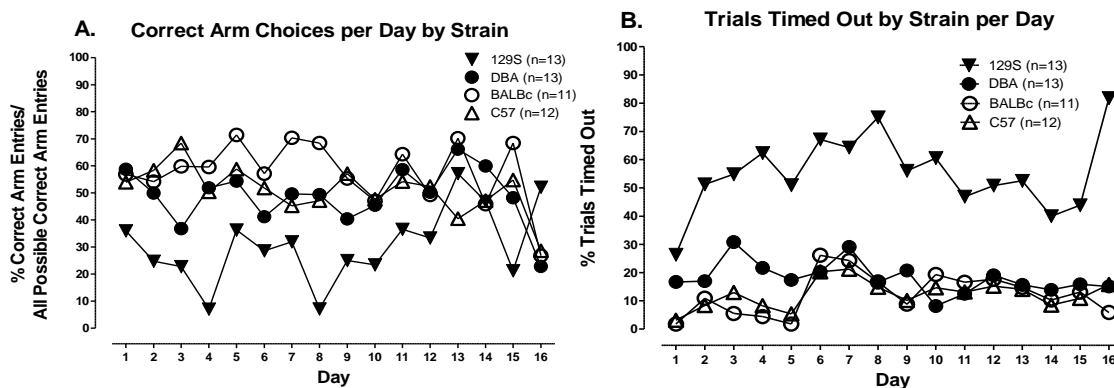 A. Correct Arm Choices per Day by Strain
% Correct Arm Entries/
All Possible Correct Arm Entries
100
90
80
70
60
50
40
30
20
10
0
129S (n=13)
DBA (n=13)
BALBc (n=11)
C57 (n=12)
1 2 3 4 5 6 7 8 9 10 11 12 13 14 15 16
Day
B. Trials Timed Out by Strain per Day
% Trials Timed Out
100
90
80
70
60
50
40
30
20
10
0
129S (n=13)
DBA (n=13)
BALBc (n=11)
C57 (n=12)
1 2 3 4 5 6 7 8 9 10 11 12 13 14 15 16
Day